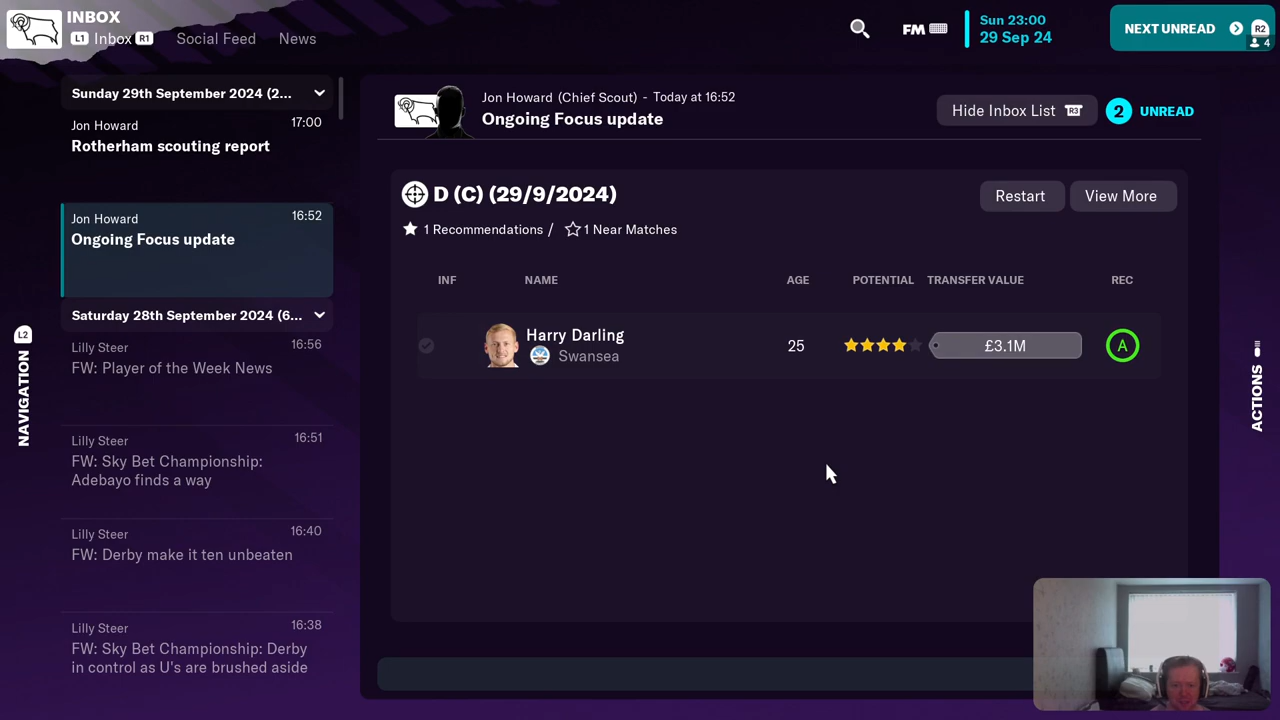 INBOX
L1 Inbox R1 Social Feed News
FM
Sun 23:00
29 Sep 24
NEXT UNREAD R2
4
Sunday 29th September 2024 (2...
Jon Howard 17:00
Rotherham scouting report
Jon Howard 16:52
Ongoing Focus update
Saturday 28th September 2024 (6...
Lilly Steer 16:56
FW: Player of the Week News
Lilly Steer 16:51
FW: Sky Bet Championship:
Adebayo finds a way
Lilly Steer 16:40
FW: Derby make it ten unbeaten
Lilly Steer 16:38
FW: Sky Bet Championship: Derby
in control as U's are brushed aside
L2
NAVIGATION
Jon Howard (Chief Scout) - Today at 16:52
Ongoing Focus update
Hide Inbox List R3
2 UNREAD
D (C) (29/9/2024)
Restart
View More
1 Recommendations / 1 Near Matches
INF NAME AGE POTENTIAL TRANSFER VALUE REC
Harry Darling
Swansea
25
£3.1M
A
ACTIONS